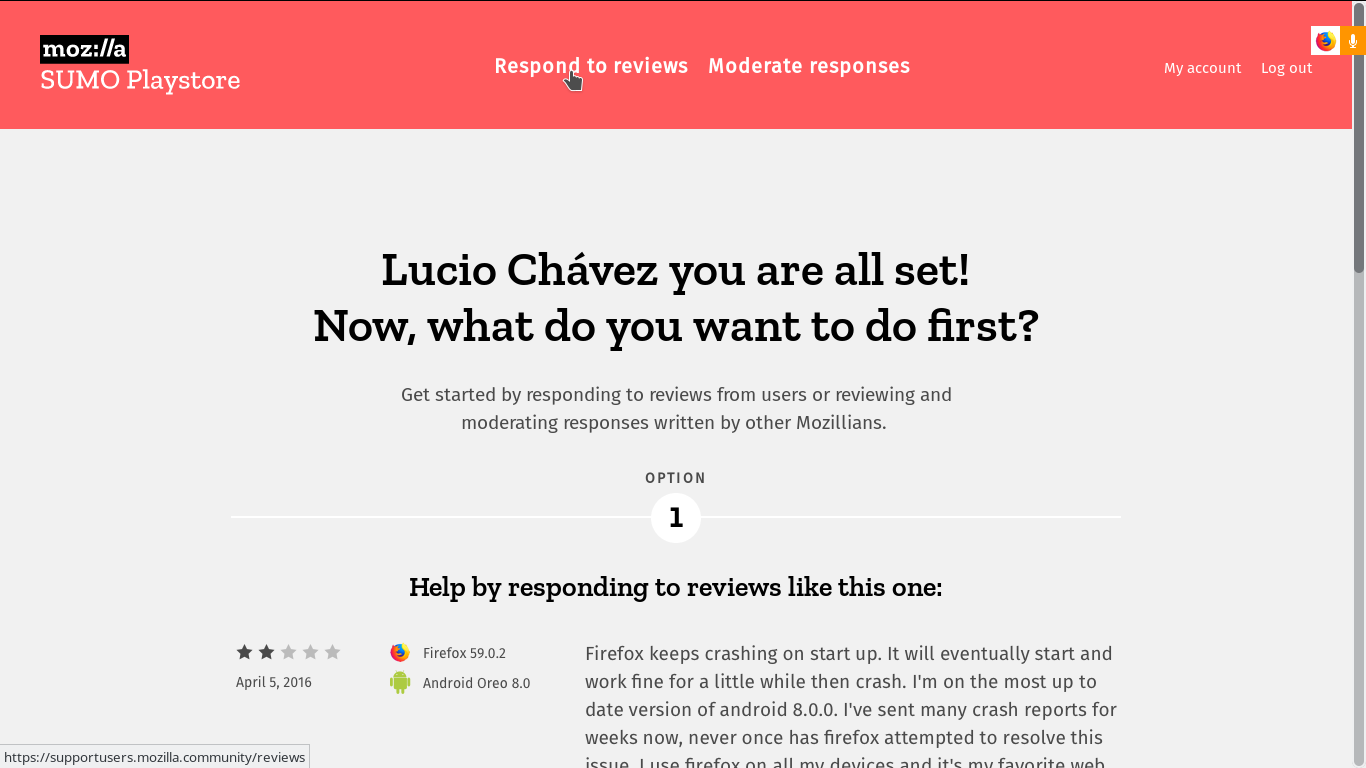 moz://a
SUMO Playstore
Respond to reviews Moderate responses
My account Log out
Lucio Chávez you are all set!
Now, what do you want to do first?
Get started by responding to reviews from users or reviewing and
moderating responses written by other Mozillians.
OPTION
1
Help by responding to reviews like this one:
Firefox 59.0.2
April 5, 2016
Android Oreo 8.0
Firefox keeps crashing on start up. It will eventually start and
work fine for a little while then crash. I'm on the most up to
date version of android 8.0.0. I've sent many crash reports for
weeks now, never once has firefox attempted to resolve this
issue. I use firefox on all my devices and it's my favorite web
https://supportusers.mozilla.community/reviews